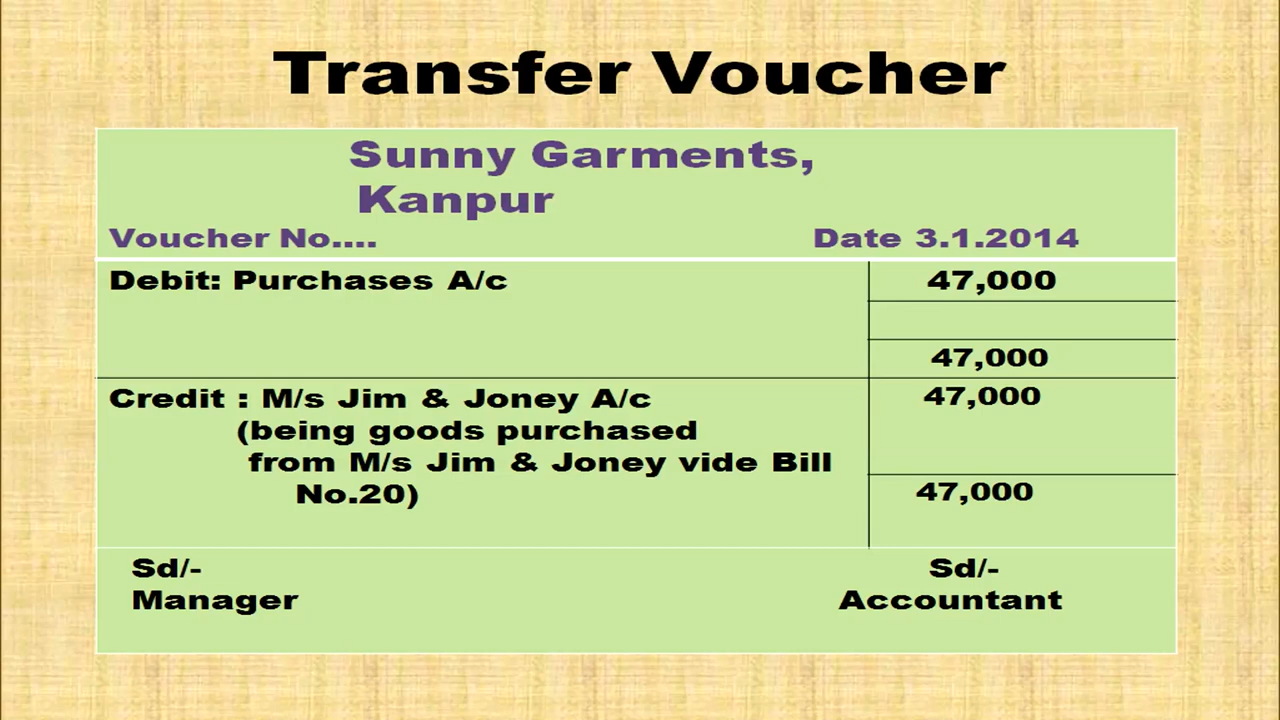 Transfer Voucher
Sunny Garments,
Kanpur
Voucher No.... Date 3.1.2014
Debit: Purchases A/c 47,000
47,000
Credit : M/s Jim & Joney A/c 47,000
(being goods purchased
from M/s Jim & Joney vide Bill
No.20) 47,000
Sd/- Sd/-
Manager Accountant